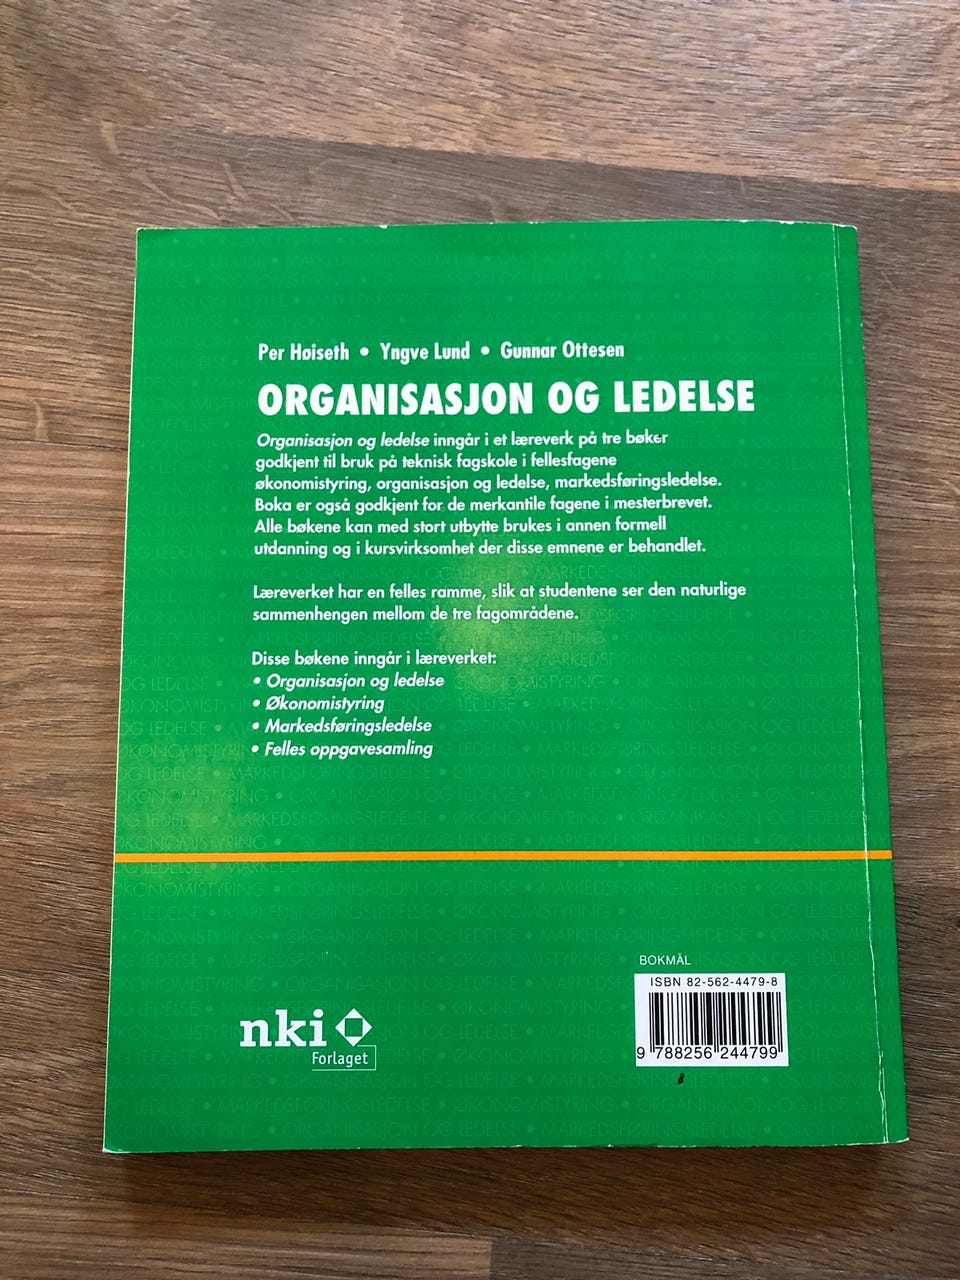 Per Høiseth • Yngve Lund • Gunnar Ottesen
ORGANISASJON OG LEDELSE
Organisasjon og ledelse inngår i et læreverk på tre bøker
godkjent til bruk på teknisk fagskole i fellesfagene
økonomistyring, organisasjon og ledelse, markedsføringsledelse.
Boka er også godkjent for de merkantile fagene i mesterbrevet.
Alle bøkene kan med stort utbytte brukes i annen formell
utdanning og i kursvirksomhet der disse emnene er behandlet.
Læreverket har en felles ramme, slik at studentene ser den naturlige
sammenhengen mellom de tre fagområdene.
Disse bøkene inngår i læreverket:
• Organisasjon og ledelse
• Økonomistyring
• Markedsføringsledelse
• Felles oppgavesamling
BOKMÅL
ISBN 82-562-4479-8
9 788256 244799
nki
Forlaget